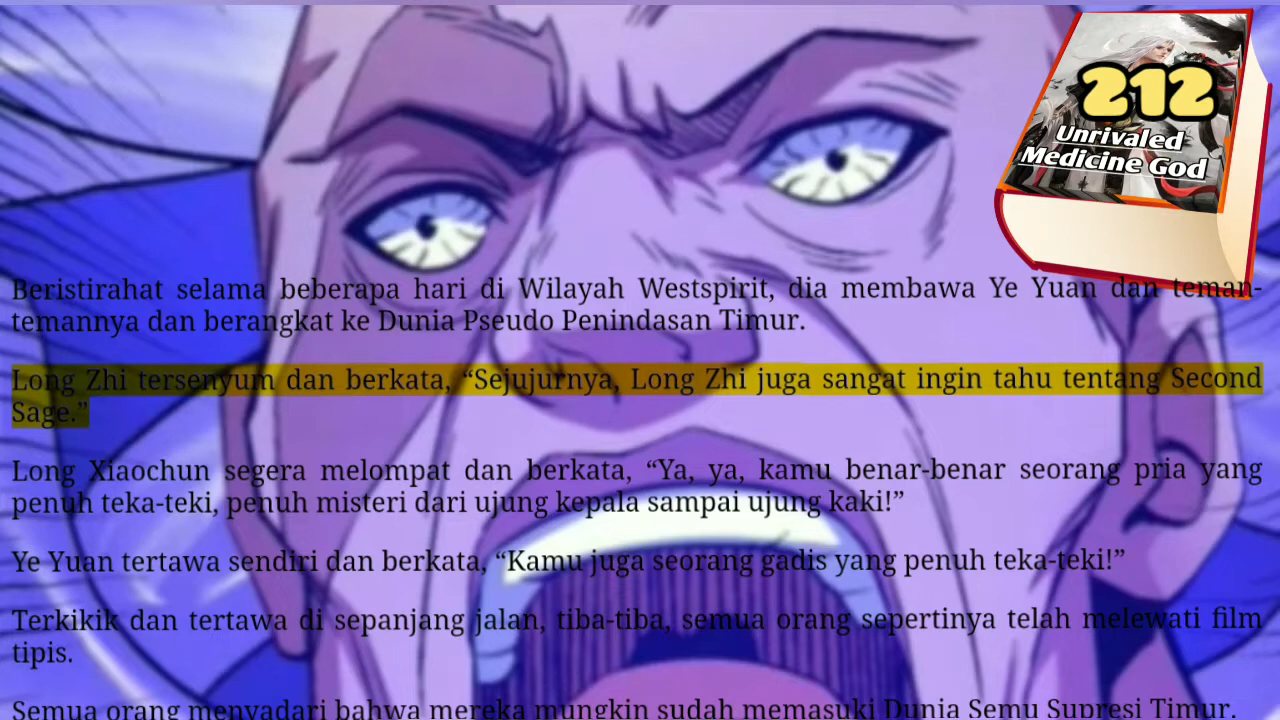 212
Unrivaled
Medicine God
Beristirahat selama beberapa hari di Wilayah Westspirit, dia membawa Ye Yuan dan teman-
temannya dan berangkat ke Dunia Pseudo Penindasan Timur.
Long Zhi tersenyum dan berkata, “Sejujurnya, Long Zhi juga sangat ingin tahu tentang Second
Sage.”
Long Xiaochun segera melompat dan berkata, “Ya, ya, kamu benar-benar seorang pria yang
penuh teka-teki, penuh misteri dari ujung kepala sampai ujung kaki!”
Ye Yuan tertawa sendiri dan berkata, “Kamu juga seorang gadis yang penuh teka-teki!”
Terkikik dan tertawa di sepanjang jalan, tiba-tiba, semua orang sepertinya telah melewati film
tipis.
Semua orang menyadari bahwa mereka mungkin sudah memasuki Dunia Semu Supresi Timur.